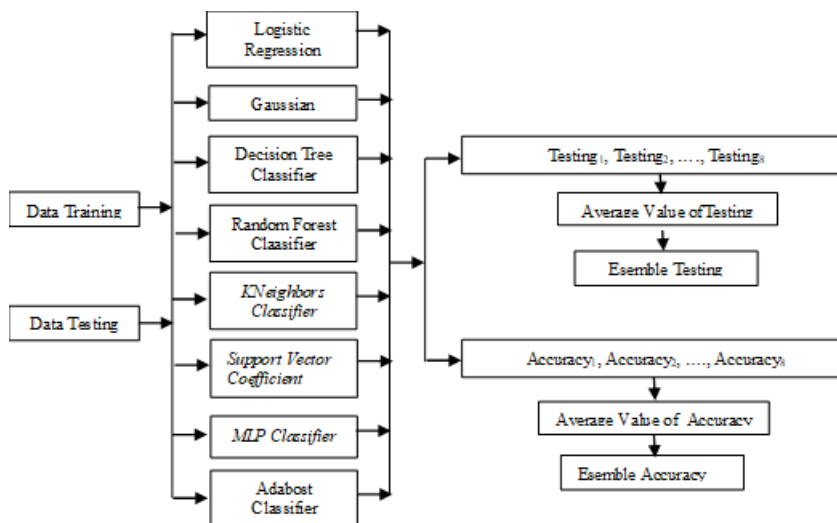 Logistic
Regression
Gaussian
Decision Tree
Classifier
Random Forest
Claasifier
KNeighbors
Classifier
Support Vector
Coefficient
MLP Classifier
Adabost
Classifier
Data Training
Data Testing
Testing₁, Testing₂, …., Testing₈
Average Value of Testing
Esemble Testing
Accuracy₁, Accuracy₂, …., Accuracy₈
Average Value of Accuracy
Esemble Accuracy